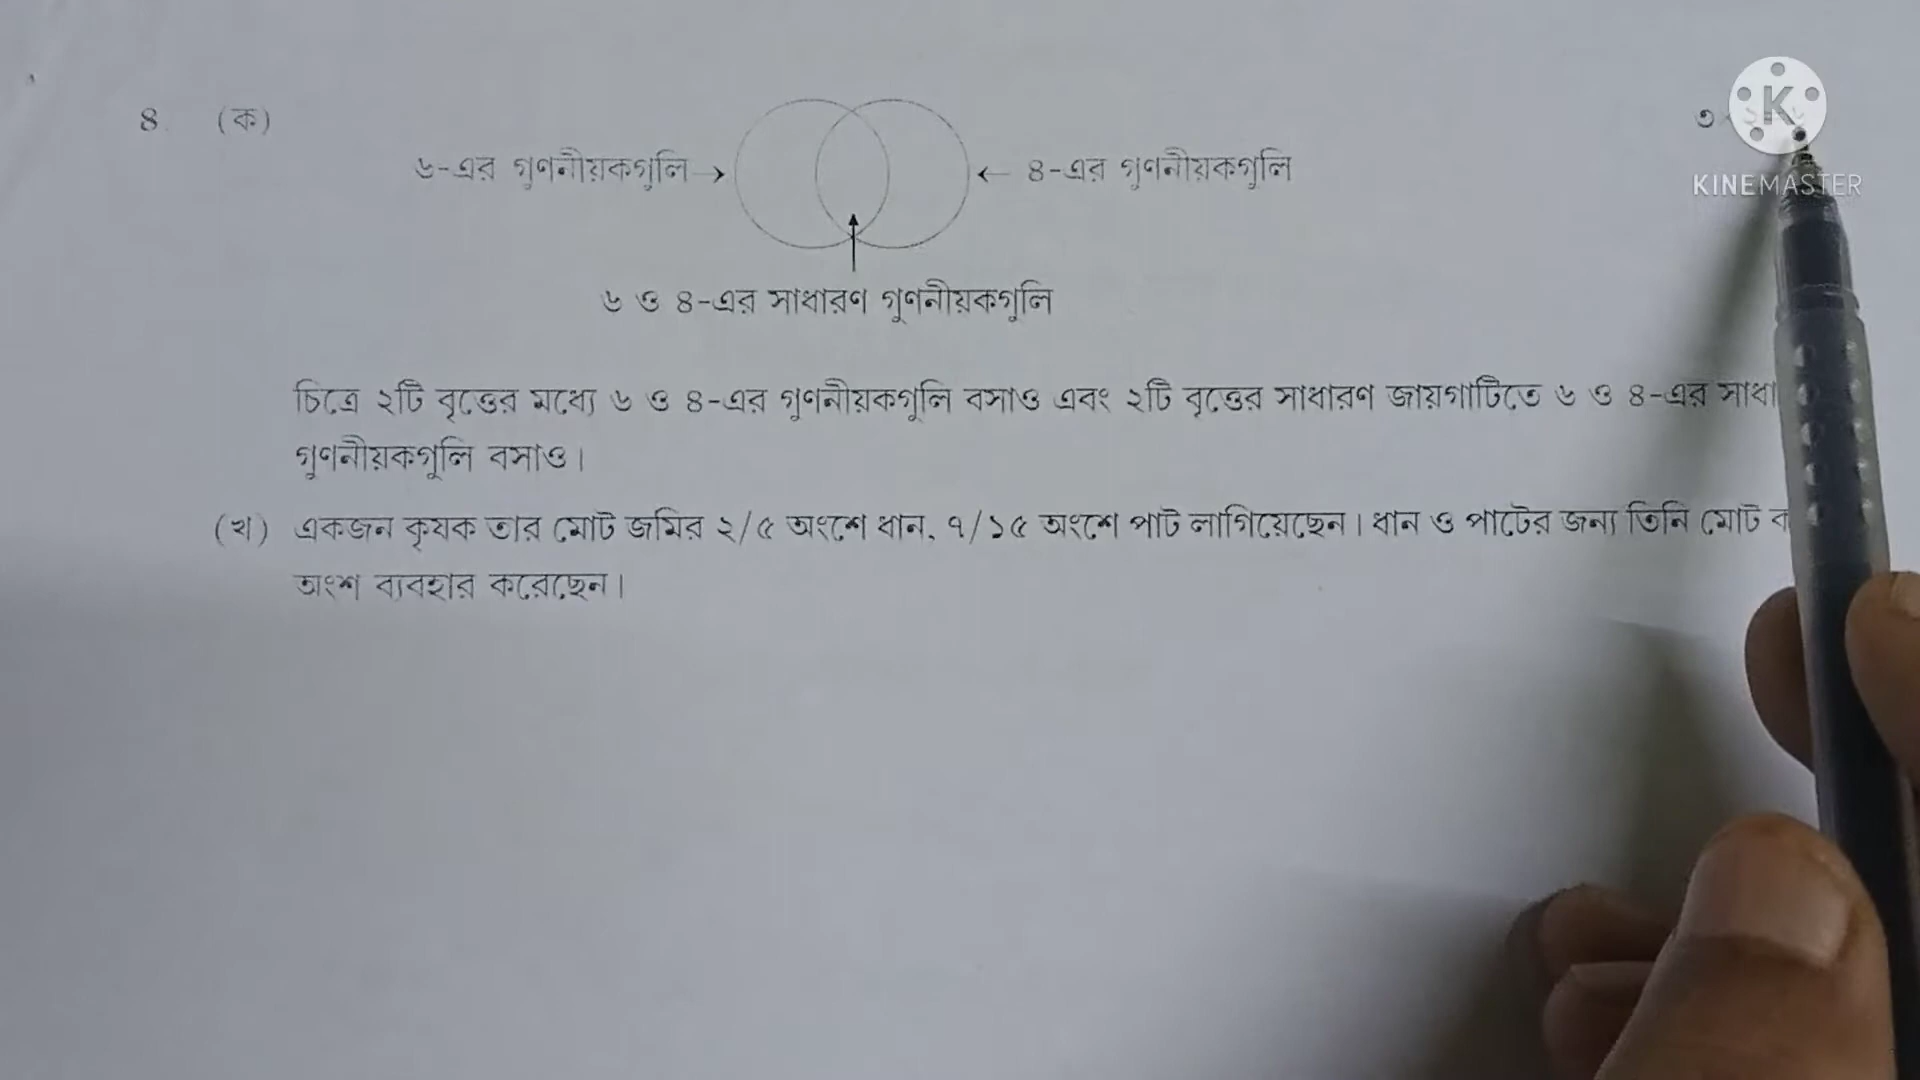 ৪. (ক)
৬-এর গুণনীয়কগুলি → ← ৪-এর গুণনীয়কগুলি
৬ ও ৪-এর সাধারণ গুণনীয়কগুলি
চিত্রে ২টি বৃত্তের মধ্যে ৬ ও ৪-এর গুণনীয়কগুলি বসাও এবং ২টি বৃত্তের সাধারণ জায়গাটিতে ৬ ও ৪-এর
গুণনীয়কগুলি বসাও।
(খ) একজন কৃষক তার মোট জমির ২/৫ অংশে ধান, ৭/১৫ অংশে পাট লাগিয়েছেন। ধান ও পাটের জন্য তিনি মোট
অংশ ব্যবহার করেছেন।
KINEMASTER